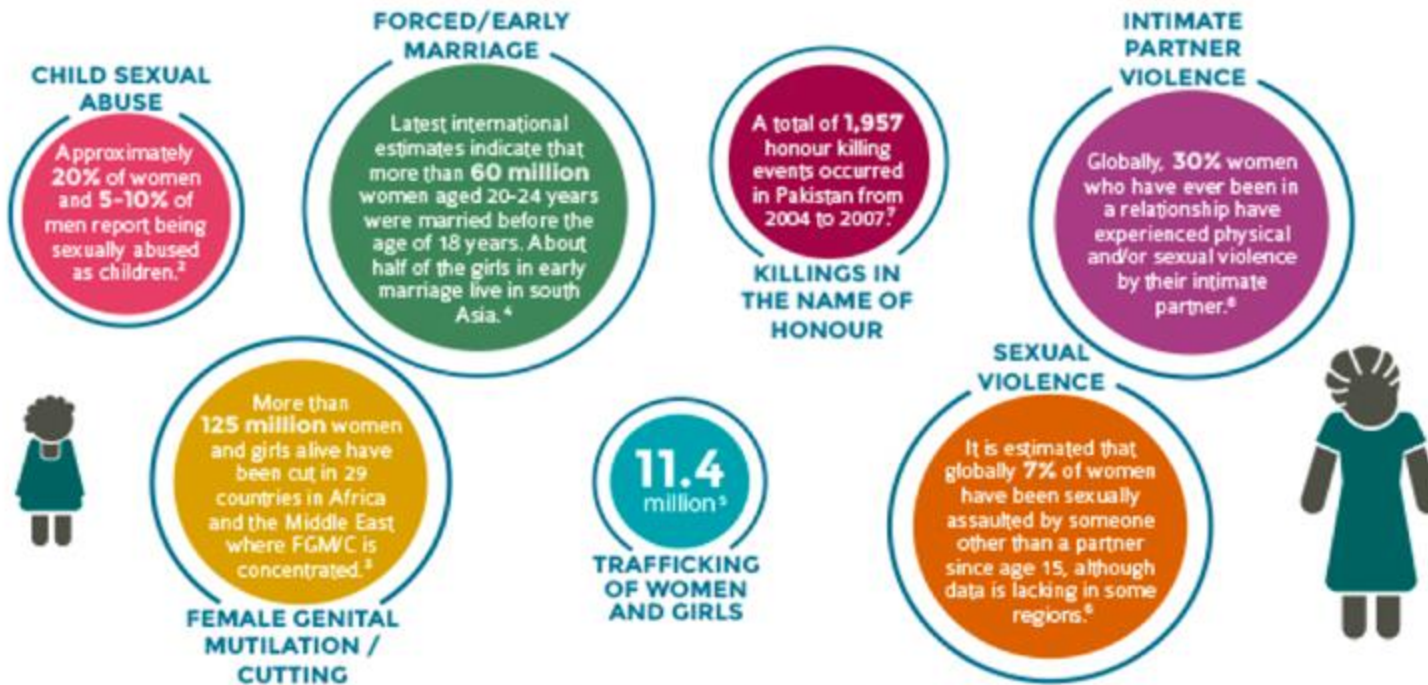 CHILD SEXUAL
ABUSE
Approximately
20% of women
and 5-10% of
men report being
sexually abused
as children.²
FORCED/EARLY
MARRIAGE
Latest international
estimates indicate that
more than 60 million
women aged 20-24 years
were married before the
age of 18 years. About
half of the girls in early
marriage live in south
Asia.⁴
A total of 1,957
honour killing
events occurred
in Pakistan from
2004 to 2007.⁷
KILLINGS IN
THE NAME OF
HONOUR
INTIMATE
PARTNER
VIOLENCE
Globally, 30% women
who have ever been in
a relationship have
experienced physical
and/or sexual violence
by their intimate
partner.⁶
More than
125 million women
and girls alive have
been cut in 29
countries in Africa
and the Middle East
where FGM/C is
concentrated.³
FEMALE GENITAL
MUTILATION /
CUTTING
11.4
million⁵
TRAFFICKING
OF WOMEN
AND GIRLS
SEXUAL
VIOLENCE
It is estimated that
globally 7% of women
have been sexually
assaulted by someone
other than a partner
since age 15, although
data is lacking in some
regions.⁶